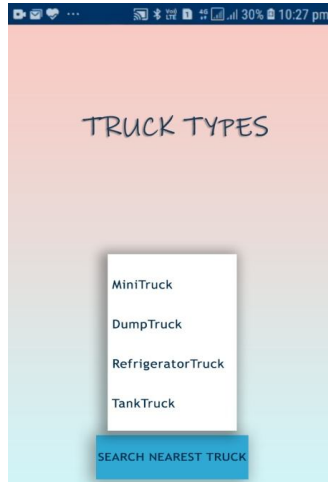 30% 10:27 pm
TRUCK TYPES
MiniTruck
DumpTruck
RefrigeratorTruck
TankTruck
SEARCH NEAREST TRUCK